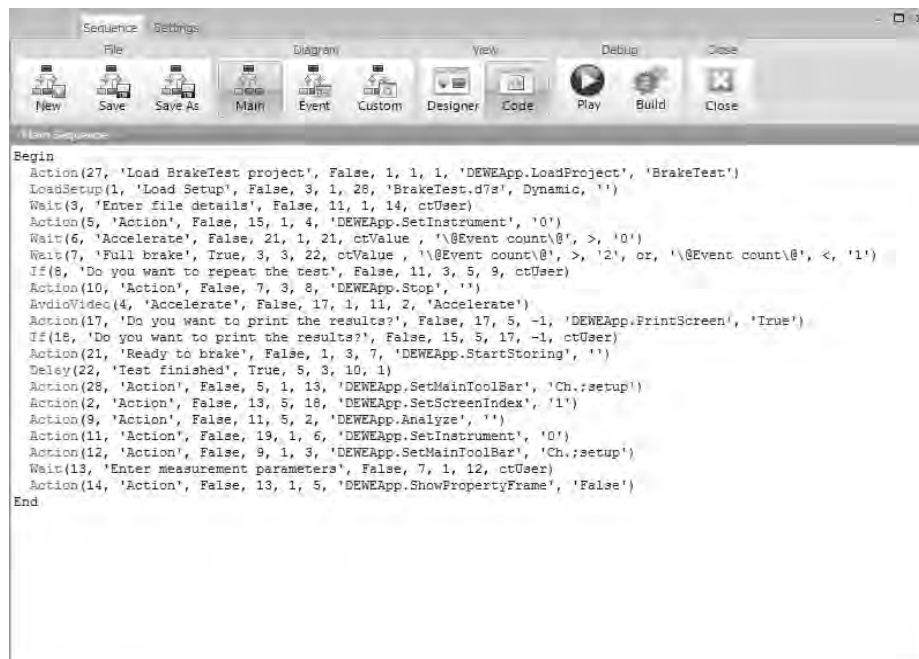 Sequence Settings
File Diagram View Debug Close
New Save Save As Main Event Custom Designer Code Play Build Close
Main Sequence
Begin
Action(27, 'Load BrakeTest project', False, 1, 1, 1, 'DEWEApp.LoadProject', 'BrakeTest')
LoadSetup(1, 'Load Setup', False, 3, 1, 28, 'BrakeTest.d7s', Dynamic, '')
Wait(3, 'Enter file details', False, 11, 1, 14, ctUser)
Action(5, 'Action', False, 15, 1, 4, 'DEWEApp.SetInstrument', '0')
Wait(6, 'Accelerate', False, 21, 1, 21, ctValue , '\@Event count\@', >, '0')
Wait(7, 'Full brake', True, 3, 3, 22, ctValue , '\@Event count\@', >, '2', or, '\@Event count\@', <, '1')
If(8, 'Do you want to repeat the test', False, 11, 3, 5, 9, ctUser)
Action(10, 'Action', False, 7, 3, 8, 'DEWEApp.Stop', '')
AudioVideo(4, 'Accelerate', False, 17, 1, 11, 2, 'Accelerate')
Action(17, 'Do you want to print the results?', False, 17, 5, -1, 'DEWEApp.PrintScreen', 'True')
If(18, 'Do you want to print the results?', False, 15, 5, 17, -1, ctUser)
Action(21, 'Ready to brake', False, 1, 3, 7, 'DEWEApp.StartStoring', '')
Delay(22, 'Test finished', True, 5, 3, 10, 1)
Action(28, 'Action', False, 5, 1, 13, 'DEWEApp.SetMainToolBar', 'Ch.;setup')
Action(2, 'Action', False, 13, 5, 18, 'DEWEApp.SetScreenIndex', '1')
Action(9, 'Action', False, 11, 5, 2, 'DEWEApp.Analyze', '')
Action(11, 'Action', False, 19, 1, 6, 'DEWEApp.SetInstrument', '0')
Action(12, 'Action', False, 9, 1, 3, 'DEWEApp.SetMainToolBar', 'Ch.;setup')
Wait(13, 'Enter measurement parameters', False, 7, 1, 12, ctUser)
Action(14, 'Action', False, 13, 1, 5, 'DEWEApp.ShowPropertyFrame', 'False')
End